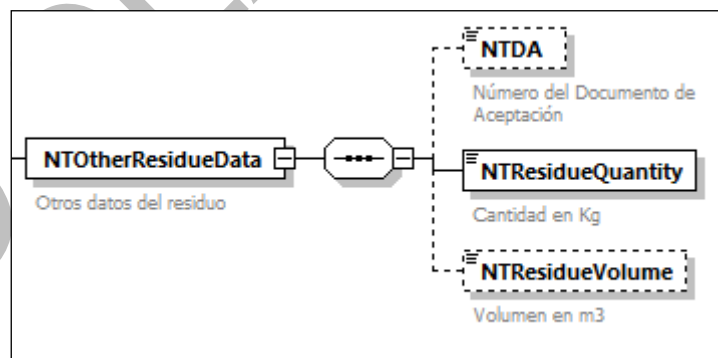 NTDA
Número del Documento de
Aceptación
NTOtherResidueData
Otros datos del residuo
NTResidueQuantity
Cantidad en Kg
NTResidueVolume
Volumen en m3